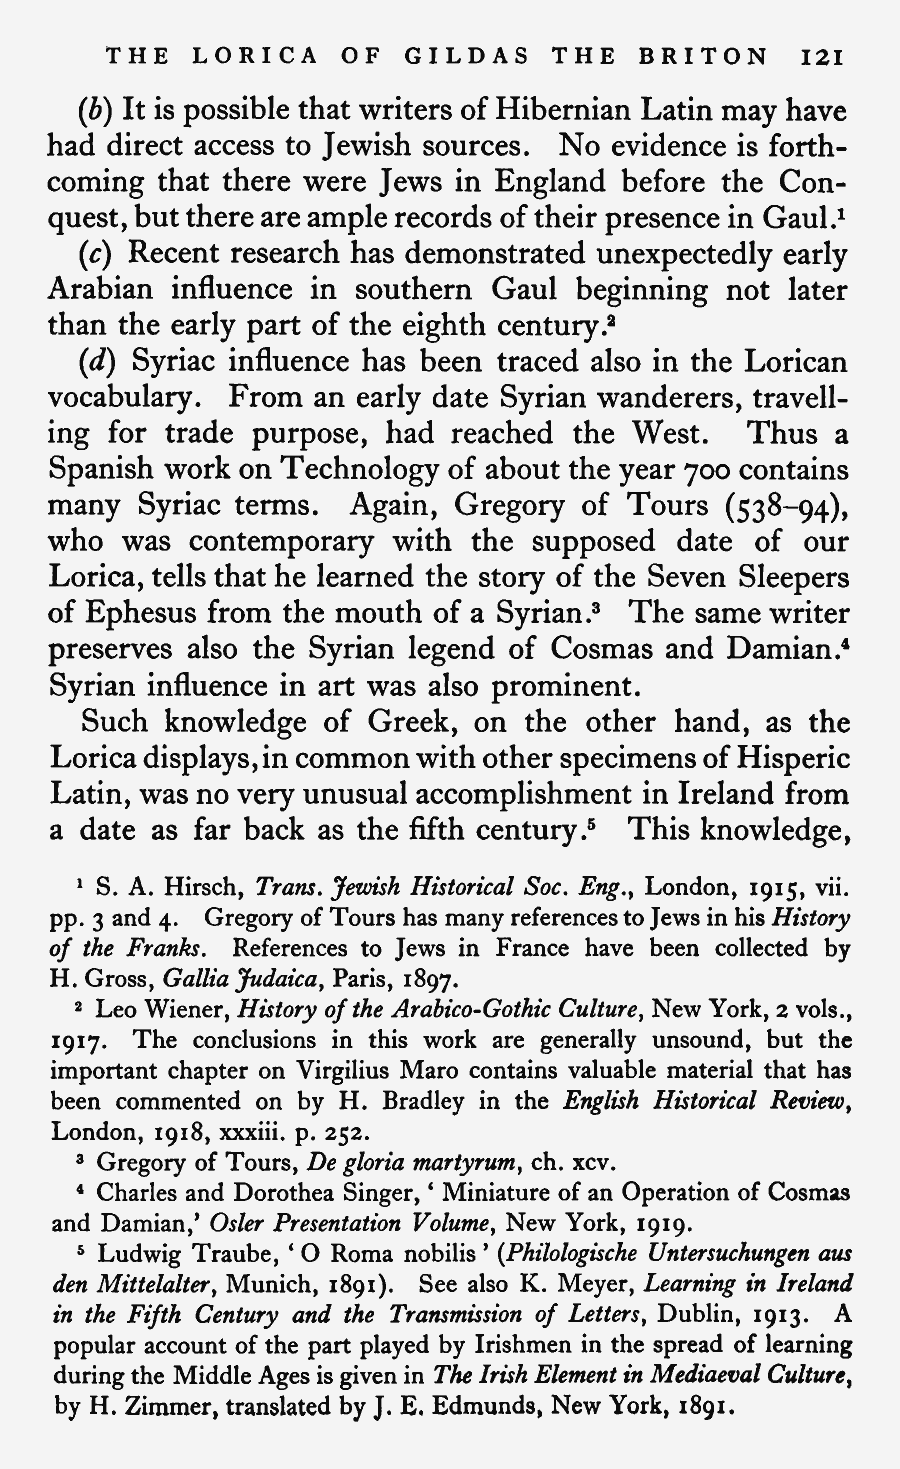 THE LORICA OF GILDAS THE BRITON 121
(b) It is possible that writers of Hibernian Latin may have
had direct access to Jewish sources. No evidence is forth-
coming that there were Jews in England before the Con-
quest, but there are ample records of their presence in Gaul.¹
(c) Recent research has demonstrated unexpectedly early
Arabian influence in southern Gaul beginning not later
than the early part of the eighth century.²
(d) Syriac influence has been traced also in the Lorican
vocabulary. From an early date Syrian wanderers, travell-
ing for trade purpose, had reached the West. Thus a
Spanish work on Technology of about the year 700 contains
many Syriac terms. Again, Gregory of Tours (538–94),
who was contemporary with the supposed date of our
Lorica, tells that he learned the story of the Seven Sleepers
of Ephesus from the mouth of a Syrian.³ The same writer
preserves also the Syrian legend of Cosmas and Damian.⁴
Syrian influence in art was also prominent.
Such knowledge of Greek, on the other hand, as the
Lorica displays, in common with other specimens of Hisperic
Latin, was no very unusual accomplishment in Ireland from
a date as far back as the fifth century.⁵ This knowledge,
¹ S. A. Hirsch, Trans. Jewish Historical Soc. Eng., London, 1915, vii.
pp. 3 and 4. Gregory of Tours has many references to Jews in his History
of the Franks. References to Jews in France have been collected by
H. Gross, Gallia Judaica, Paris, 1897.
² Leo Wiener, History of the Arabico-Gothic Culture, New York, 2 vols.,
1917. The conclusions in this work are generally unsound, but the
important chapter on Virgilius Maro contains valuable material that has
been commented on by H. Bradley in the English Historical Review,
London, 1918, xxxiii. p. 252.
³ Gregory of Tours, De gloria martyrum, ch. xcv.
⁴ Charles and Dorothea Singer, ‘ Miniature of an Operation of Cosmas
and Damian,’ Osler Presentation Volume, New York, 1919.
⁵ Ludwig Traube, ‘ O Roma nobilis ’ (Philologische Untersuchungen aus
den Mittelalter, Munich, 1891). See also K. Meyer, Learning in Ireland
in the Fifth Century and the Transmission of Letters, Dublin, 1913. A
popular account of the part played by Irishmen in the spread of learning
during the Middle Ages is given in The Irish Element in Mediaeval Culture,
by H. Zimmer, translated by J. E. Edmunds, New York, 1891.